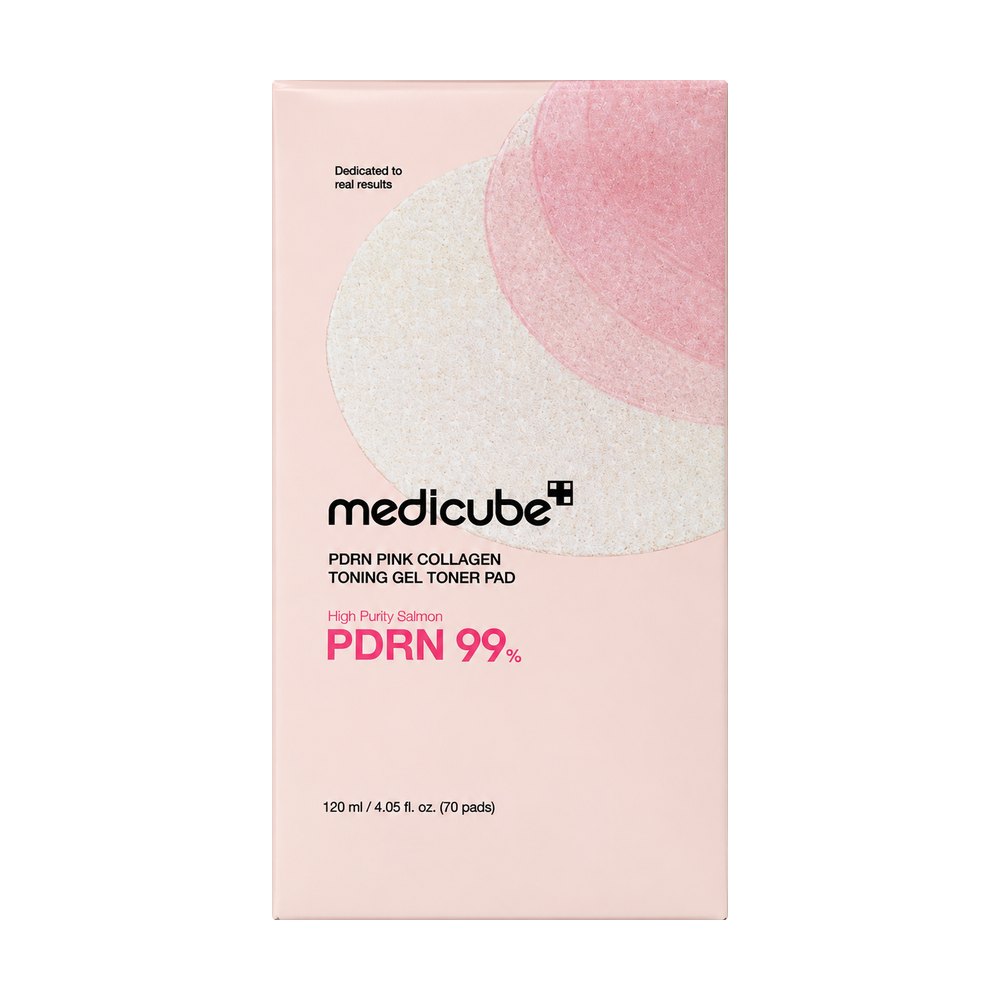 Dedicated to
real results
medicube
PDRN PINK COLLAGEN
TONING GEL TONER PAD
High Purity Salmon
PDRN 99%
120 ml / 4.05 fl. oz. (70 pads)